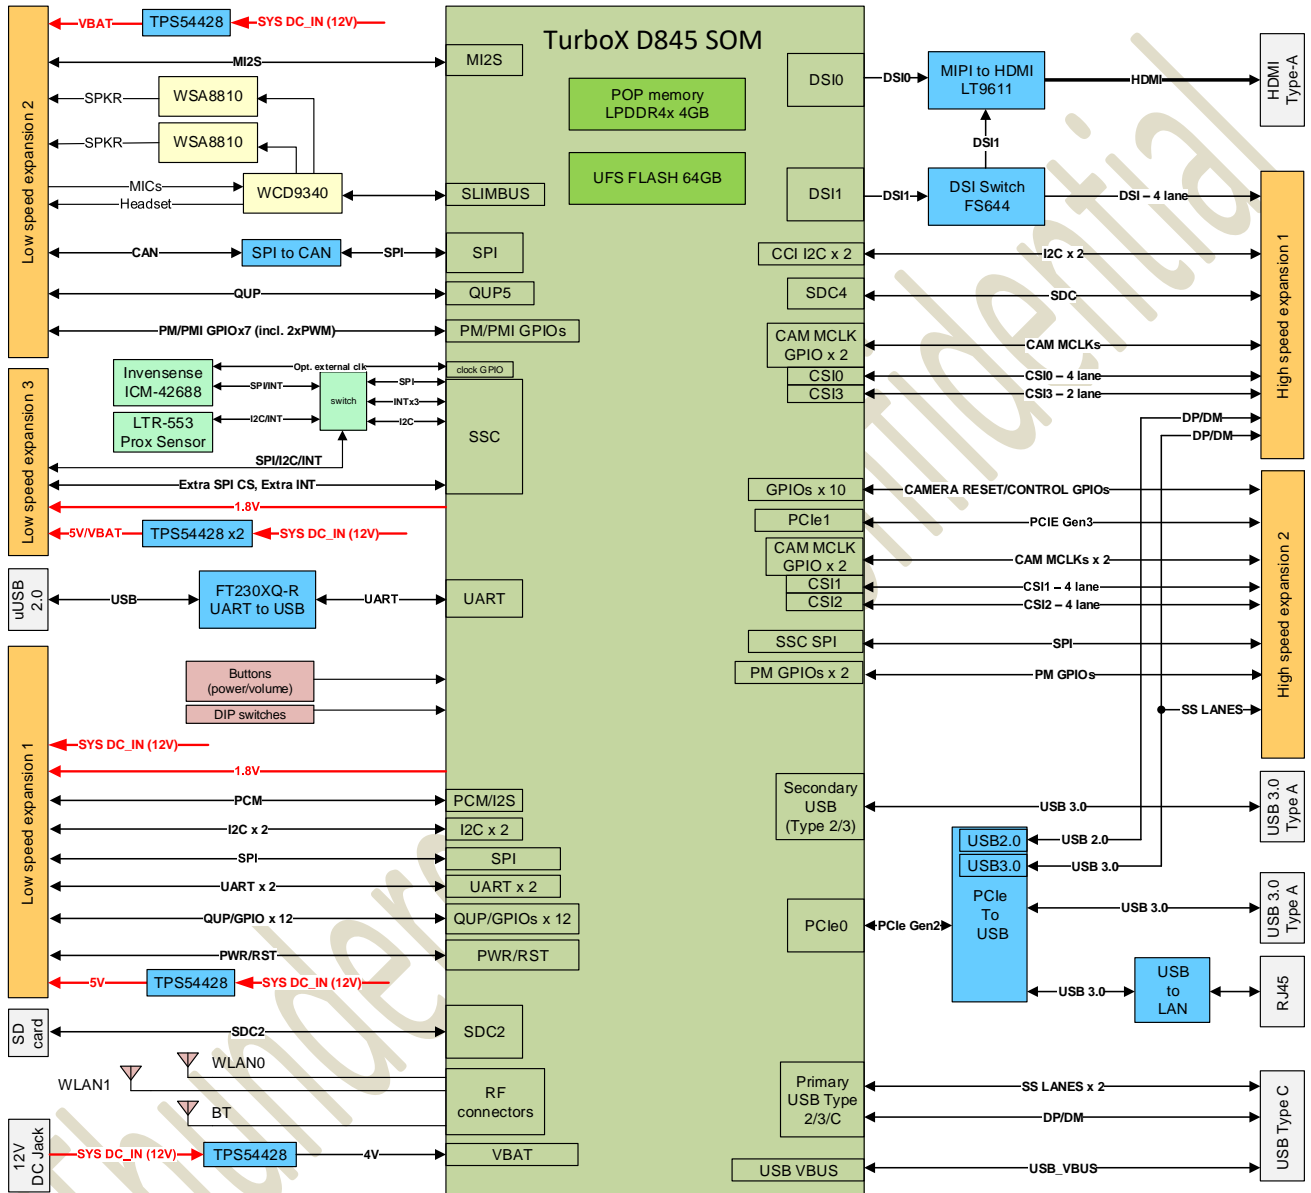 TurboX D845 SOM
POP memory
LPDDR4x 4GB
UFS FLASH 64GB
Low speed expansion 2
VBAT
TPS54428
SYS DC_IN (12V)
MI2S
MI2S
SPKR
WSA8810
SPKR
WSA8810
MICs
Headset
WCD9340
SLIMBUS
CAN
SPI to CAN
SPI
SPI
QUP
QUP5
PM/PMI GPIOx7 (incl. 2xPWM)
PM/PMI GPIOs
Low speed expansion 3
Invensense
ICM-42688
Opt. external clk
clock GPIO
SPI/INT
switch
SPI
INTx3
I2C
LTR-553
Prox Sensor
I2C/INT
SSC
SPI/I2C/INT
Extra SPI CS, Extra INT
1.8V
5V/VBAT
TPS54428 x2
SYS DC_IN (12V)
uUSB
2.0
USB
FT230XQ-R
UART to USB
UART
UART
Low speed expansion 1
Buttons
(power/volume)
DIP switches
SYS DC_IN (12V)
1.8V
PCM
PCM/I2S
I2C x 2
I2C x 2
SPI
SPI
UART x 2
UART x 2
QUP/GPIO x 12
QUP/GPIOs x 12
PWR/RST
PWR/RST
5V
TPS54428
SYS DC_IN (12V)
SD
card
SDC2
SDC2
WLAN0
WLAN1
BT
RF
connectors
12V
DC Jack
SYS DC_IN (12V)
TPS54428
4V
VBAT
DSI0
DSI0
MIPI to HDMI
LT9611
HDMI
HDMI
Type-A
DSI1
DSI1
DSI1
DSI Switch
FS644
DSI – 4 lane
High speed expansion 1
CCI I2C x 2
I2C x 2
SDC4
SDC
CAM MCLK
GPIO x 2
CAM MCLKs
CSI0
CSI0 – 4 lane
CSI3
CSI3 – 2 lane
DP/DM
DP/DM
High speed expansion 2
GPIOs x 10
CAMERA RESET/CONTROL GPIOs
PCIe1
PCIE Gen3
CAM MCLK
GPIO x 2
CAM MCLKs x 2
CSI1
CSI1 – 4 lane
CSI2
CSI2 – 4 lane
SSC SPI
SPI
PM GPIOs x 2
PM GPIOs
SS LANES
Secondary
USB
(Type 2/3)
USB 3.0
USB 3.0
Type A
USB2.0
USB 2.0
USB3.0
USB 3.0
PCIe
To
USB
PCIe0
PCIe Gen2
USB 3.0
USB 3.0
Type A
USB 3.0
USB
to
LAN
RJ45
Primary
USB Type
2/3/C
SS LANES x 2
DP/DM
USB Type C
USB VBUS
USB_VBUS